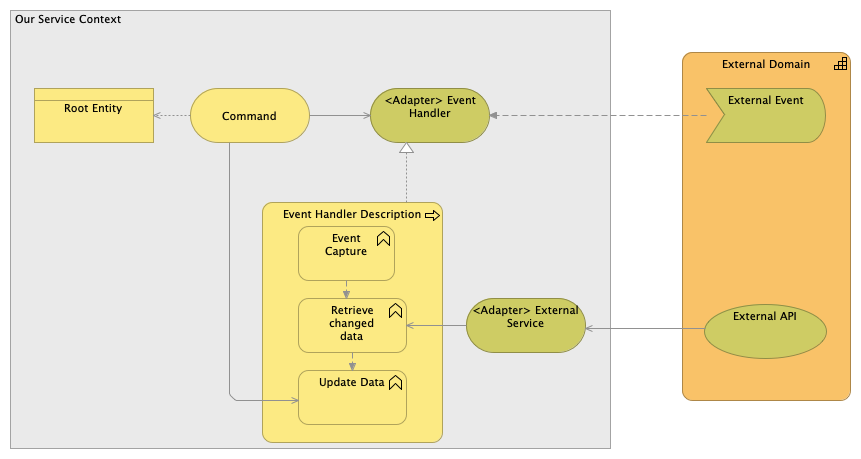 Our Service Context
External Domain
Root Entity
Command
<Adapter> Event
Handler
External Event
Event Handler Description
Event
Capture
Retrieve
changed
data
<Adapter> External
Service
External API
Update Data